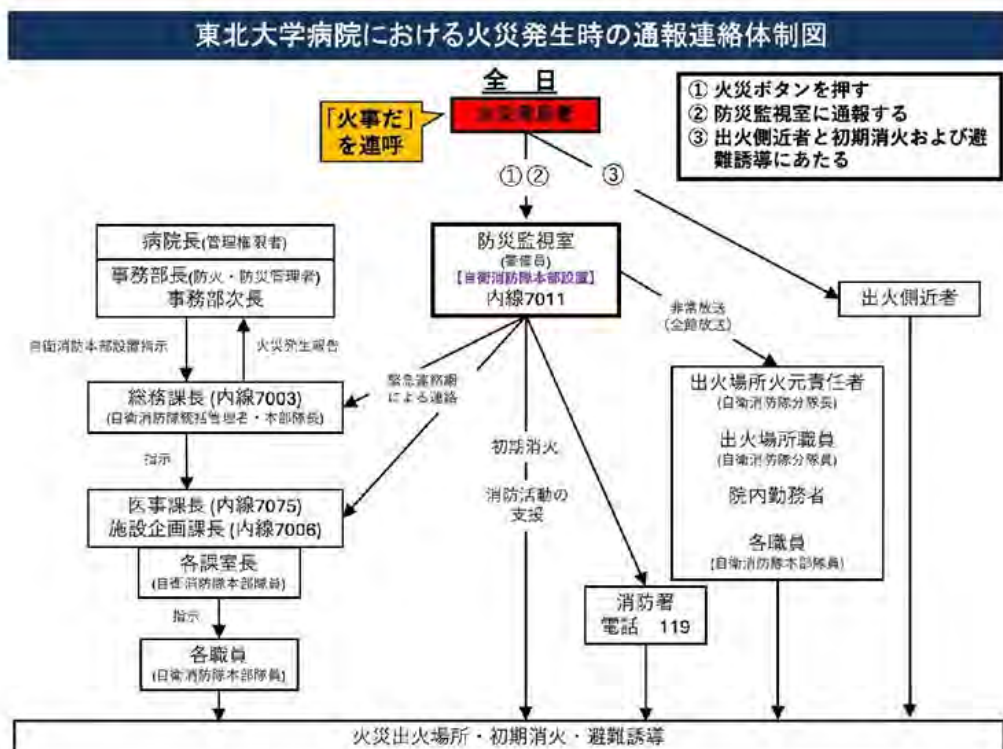 東北大学病院における火災発生時の通報連絡体制図
全 日
「火事だ」
を連呼
① 火災ボタンを押す
② 防災監視室に通報する
③ 出火側近者と初期消火および避
難誘導にあたる
①②
③
病院長(管理権限者)
事務部長(防火・防災管理者)
事務部次長
防災監視室
(警備員)
【自衛消防隊本部設置】
内線7011
出火側近者
非常放送
(全館放送)
自衛消防本部設置指示
火災発生報告
緊急連絡網
による連絡
総務課長 (内線7003)
(自衛消防隊統括管理者・本部隊長)
出火場所火元責任者
(自衛消防隊分隊長)
出火場所職員
(自衛消防隊分隊員)
院内勤務者
各職員
(自衛消防隊本部隊員)
指示
初期消火
消防活動の
支援
医事課長 (内線7075)
施設企画課長 (内線7006)
各課室長
(自衛消防隊本部隊員)
指示
消防署
電話 119
各職員
(自衛消防隊本部隊員)
火災出火場所・初期消火・避難誘導